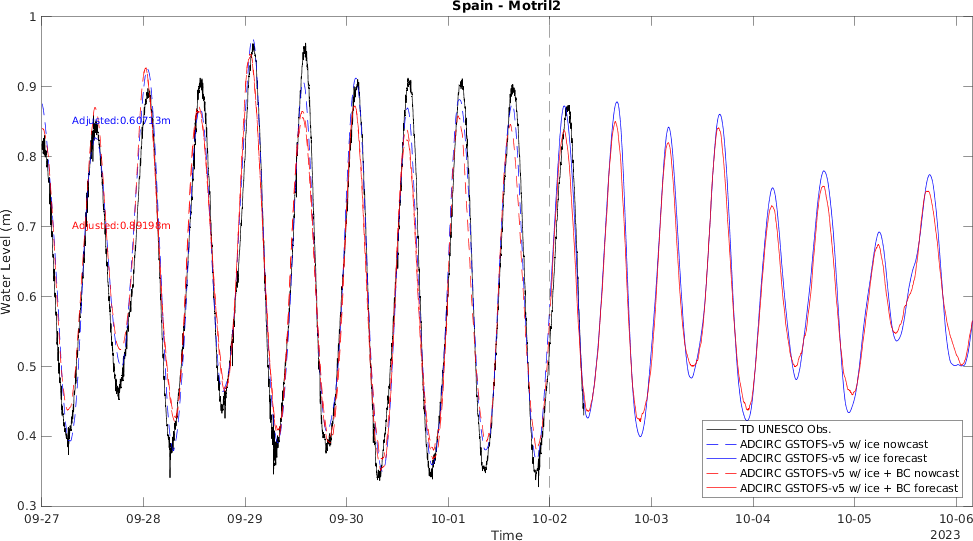 Spain - Motril2
1
0.9
0.8
0.7
0.6
0.5
0.4
0.3
Water Level (m)
Adjusted:0.60713m
Adjusted:0.89198m
TD UNESCO Obs.
ADCIRC GSTOFS-v5 w/ ice nowcast
ADCIRC GSTOFS-v5 w/ ice forecast
ADCIRC GSTOFS-v5 w/ ice + BC nowcast
ADCIRC GSTOFS-v5 w/ ice + BC forecast
09-27 09-28 09-29 09-30 10-01 10-02 10-03 10-04 10-05 10-06
Time 2023